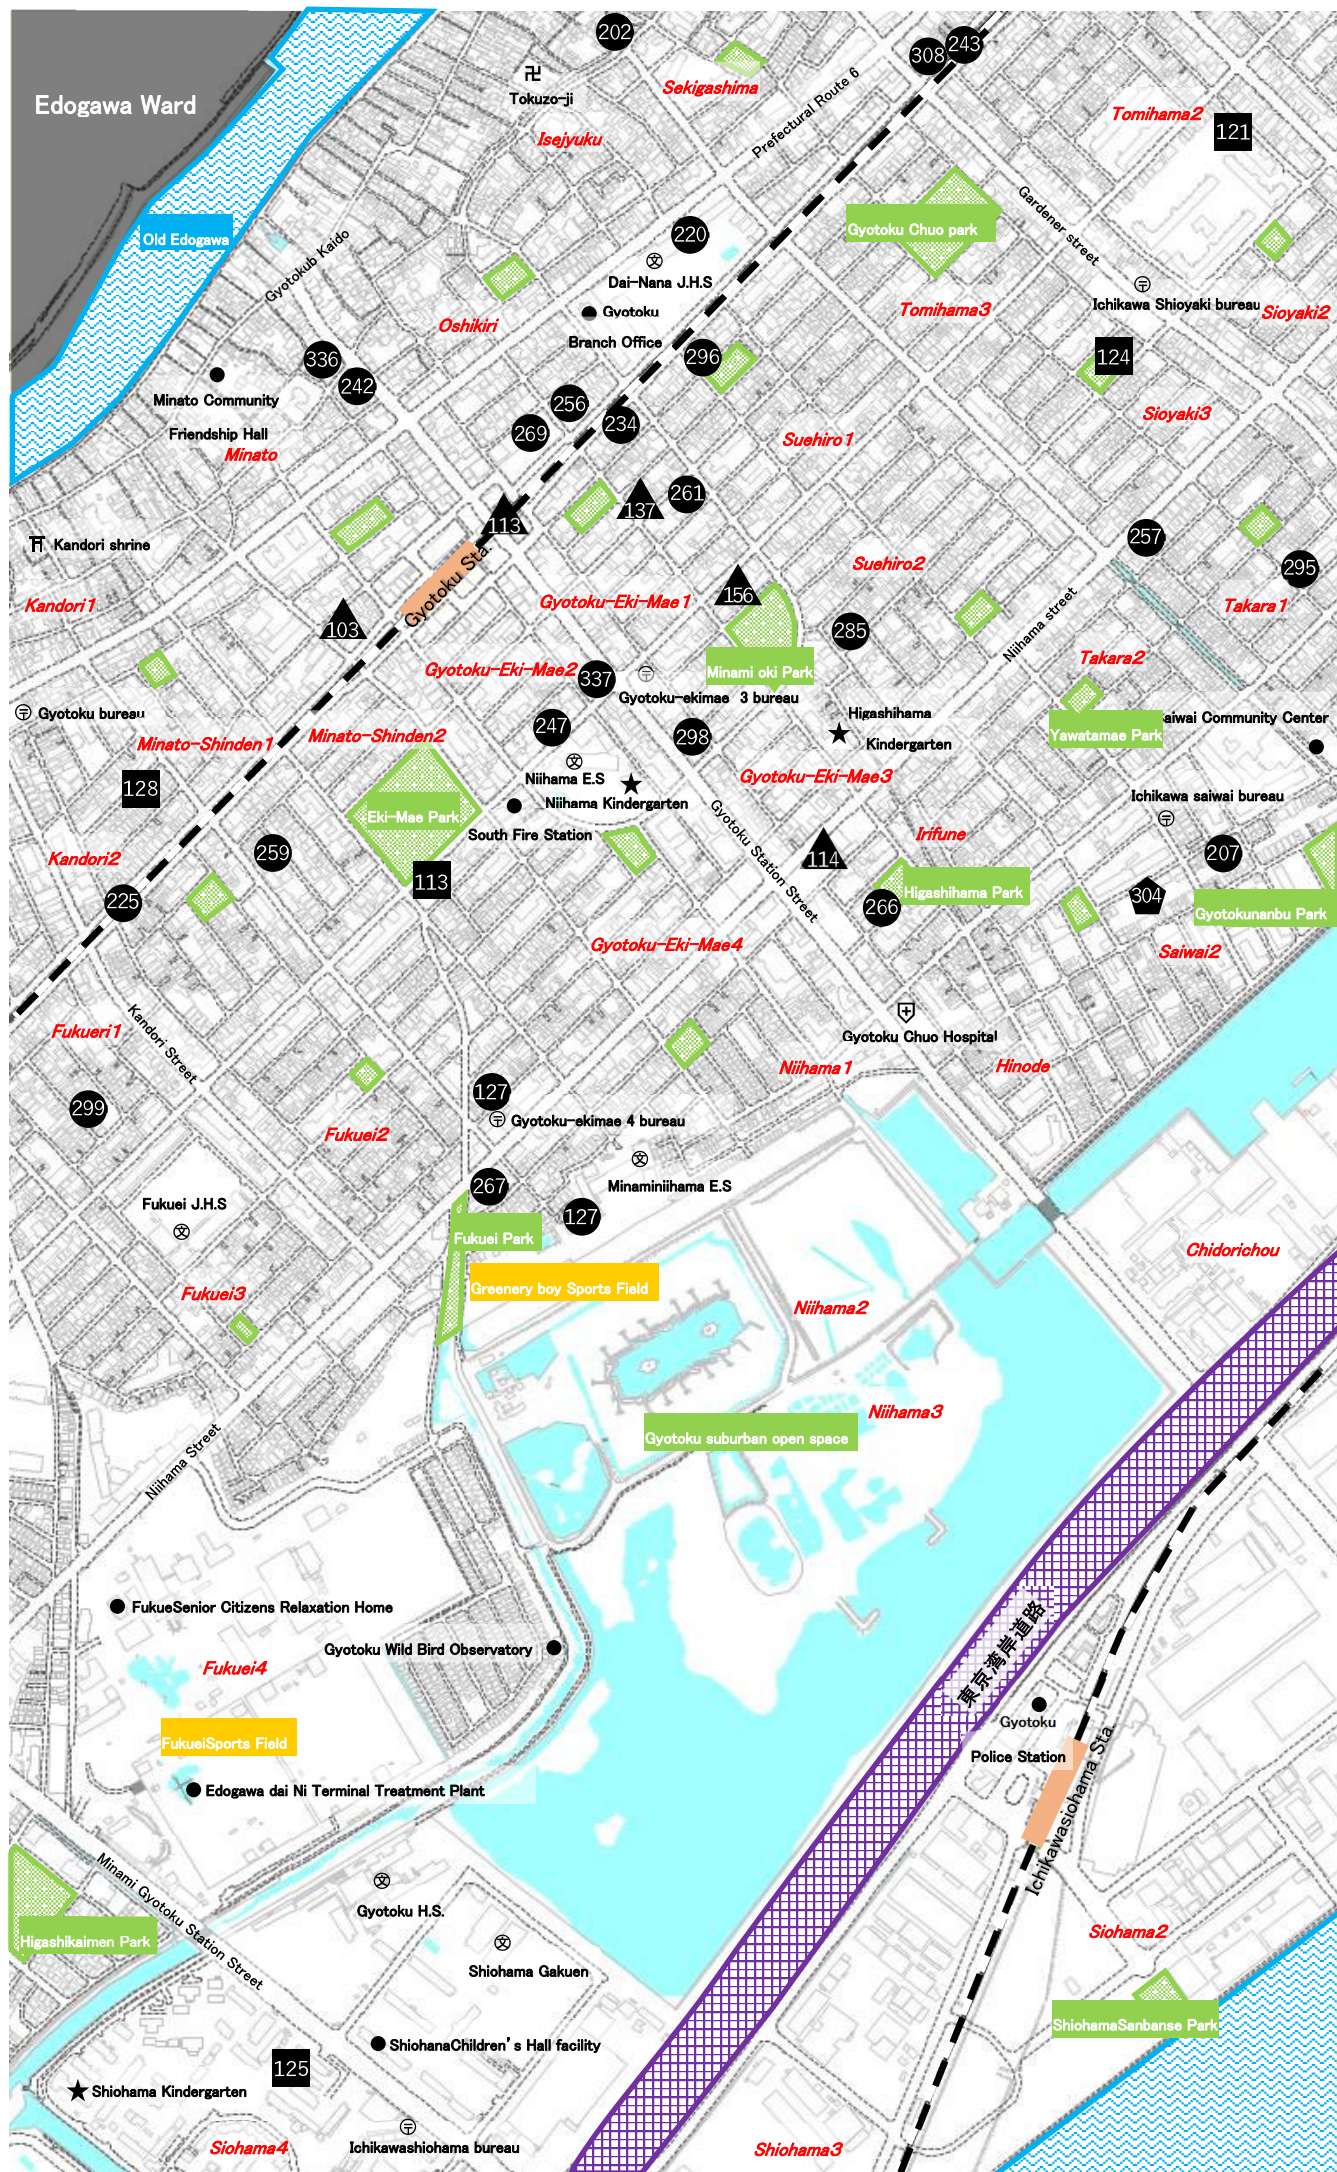 202
308
243
Edogawa Ward
卍
Tokuzo-ji
Sekigashima
Prefectural Route 6
Tomihama2
121
Isejyuku
Gardener street
Old Edogawa
220
Gyotoku Chuo park
Gyotokub Kaido
文
Dai-Nana J.H.S
Ichikawa Shioyaki bureau
Sioyaki2
Oshikiri
Gyotoku
Branch Office
Tomihama3
336
242
296
124
Minato Community
Friendship Hall
Minato
256
269
234
Suehiro1
Sioyaki3
113
137
261
257
Kandori shrine
295
Kandori1
Gyotoku Sta.
Gyotoku-Eki-Mae1
156
Suehiro2
Niihama street
Takara1
103
285
Gyotoku-Eki-Mae2
337
Minami oki Park
Takara2
Gyotoku-ekimae 3 bureau
Gyotoku bureau
Minato-Shinden1
Minato-Shinden2
247
298
Higashihama
Kindergarten
Yawatamae Park
aiwai Community Center
文
Niihama E.S
Gyotoku-Eki-Mae3
128
Niihama Kindergarten
Ichikawa saiwai bureau
Eki-Mae Park
South Fire Station
Gyotoku Station Street
Irifune
Kandori2
259
114
207
113
Higashihama Park
304
225
266
Gyotokunanbu Park
Gyotoku-Eki-Mae4
Saiwai2
Fukueri1
Kandori Street
Gyotoku Chuo Hospital
Niihama1
Hinode
299
127
Fukuei2
Gyotoku-ekimae 4 bureau
文
Minaminiihama E.S
267
Fukuei J.H.S
文
127
Fukuei Park
Chidorichou
Greenery boy Sports Field
Fukuei3
Niihama2
Niihama3
Gyotoku suburban open space
Niihama Street
FukueSenior Citizens Relaxation Home
東京湾岸道路
Gyotoku Wild Bird Observatory
Fukuei4
Gyotoku
Police Station
FukueiSports Field
Ichikawasiohama Sta.
Edogawa dai Ni Terminal Treatment Plant
Minami Gyotoku Station Street
文
Gyotoku H.S.
Higashikaimen Park
文
Shiohama Gakuen
Siohama2
ShiohamaSanbanse Park
ShiohanaChildren's Hall facility
125
Shiohama Kindergarten
Siohama4
Ichikawashiohama bureau
Shiohama3